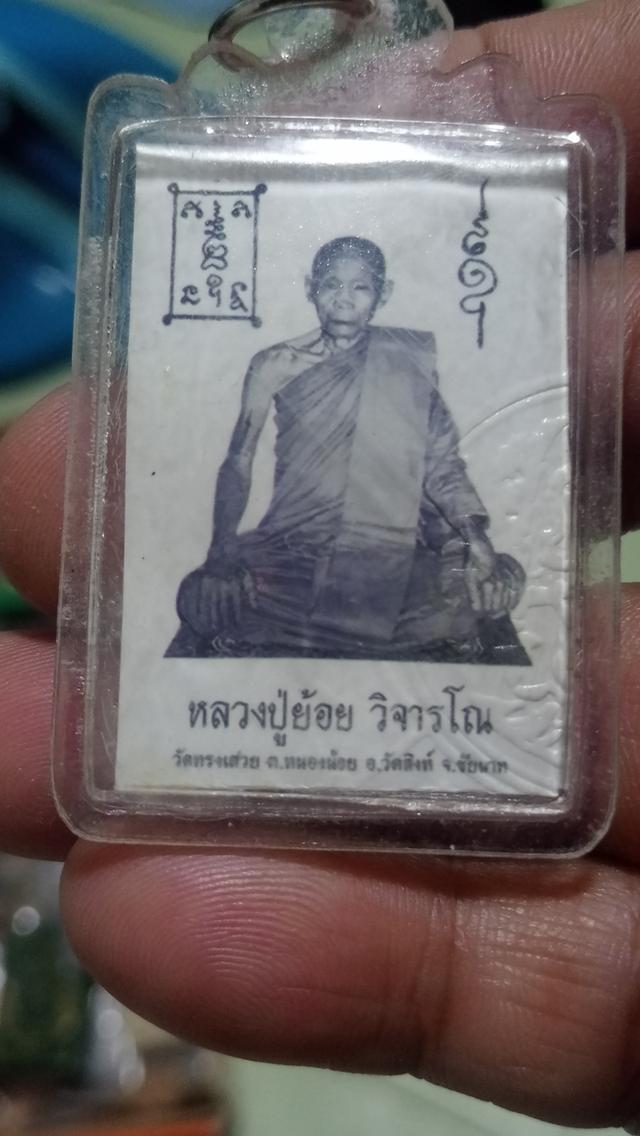 หลวงปู่ย้อย วิจารโณ
วัดทรงเสวย ต.หนองน้อย อ.วัดสิงห์ จ.ชัยนาท